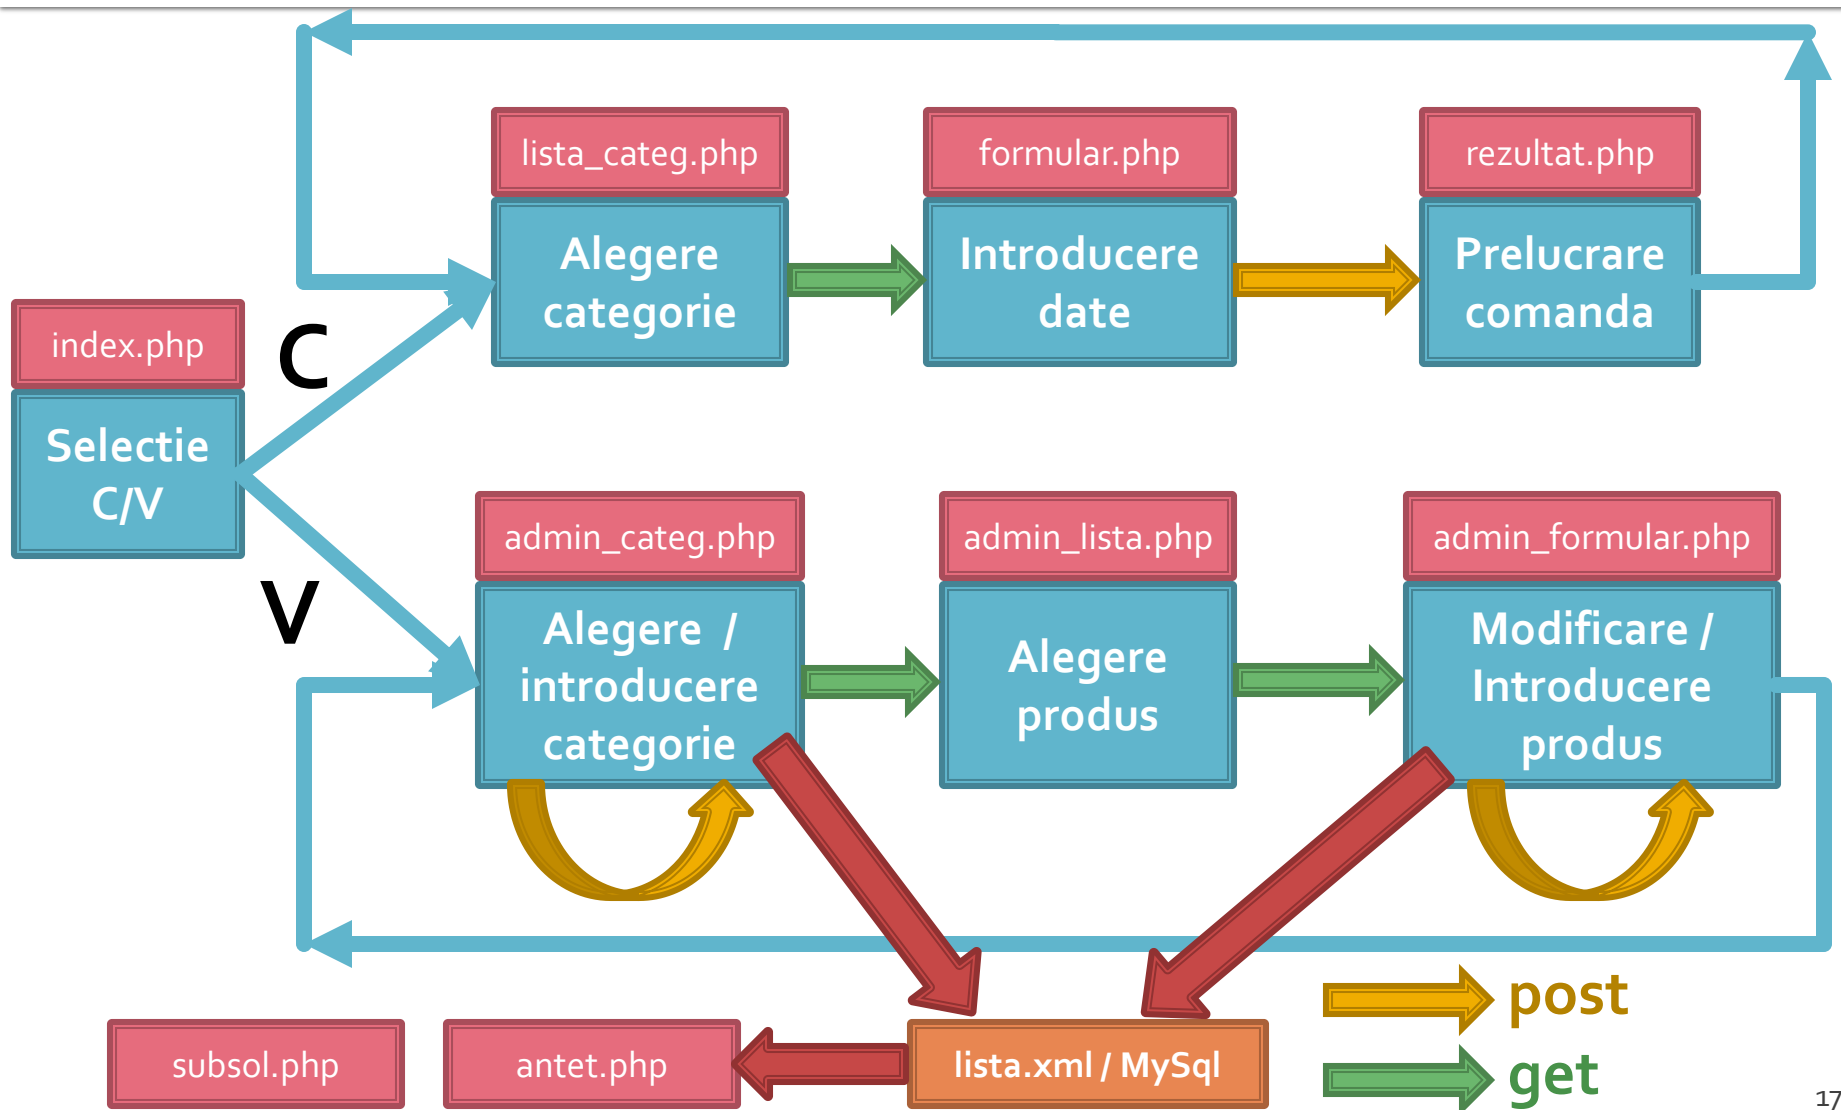 lista_categ.php
formular.php
rezultat.php
Alegere
categorie
Introducere
date
Prelucrare
comanda
index.php
C
Selectie
C/V
V
admin_categ.php
admin_lista.php
admin_formular.php
Alegere /
introducere
categorie
Alegere
produs
Modificare /
Introducere
produs
post
subsol.php
antet.php
lista.xml / MySql
get
17